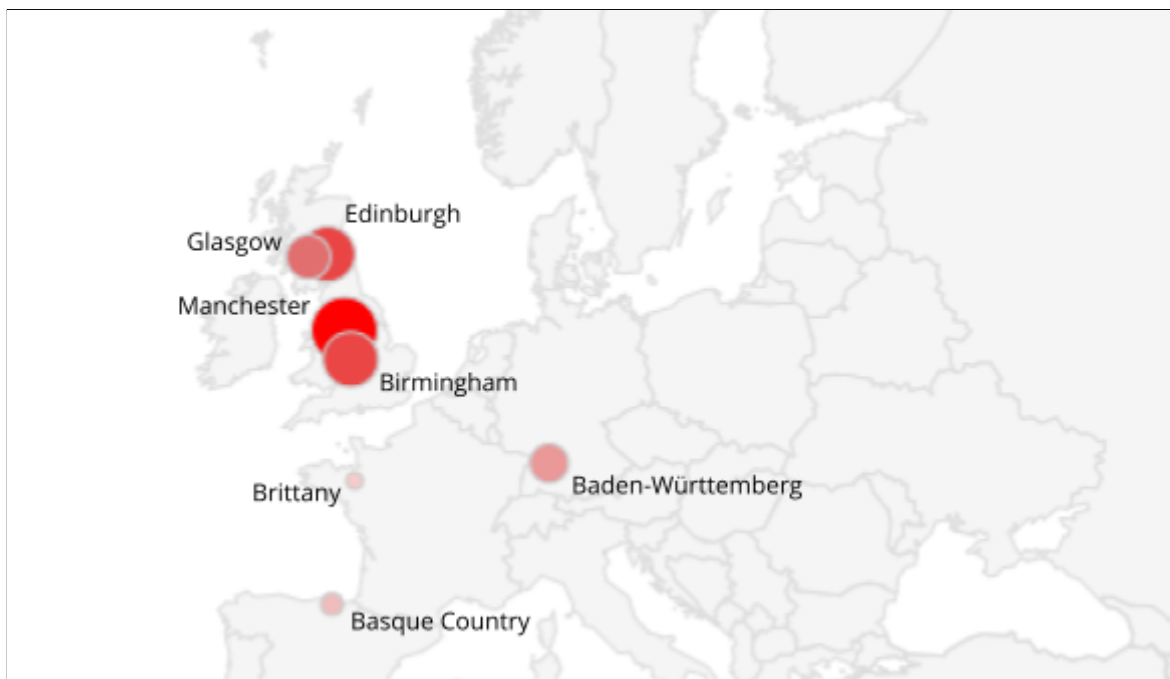 Edinburgh
Glasgow
Manchester
Birmingham
Baden-Württemberg
Brittany
Basque Country